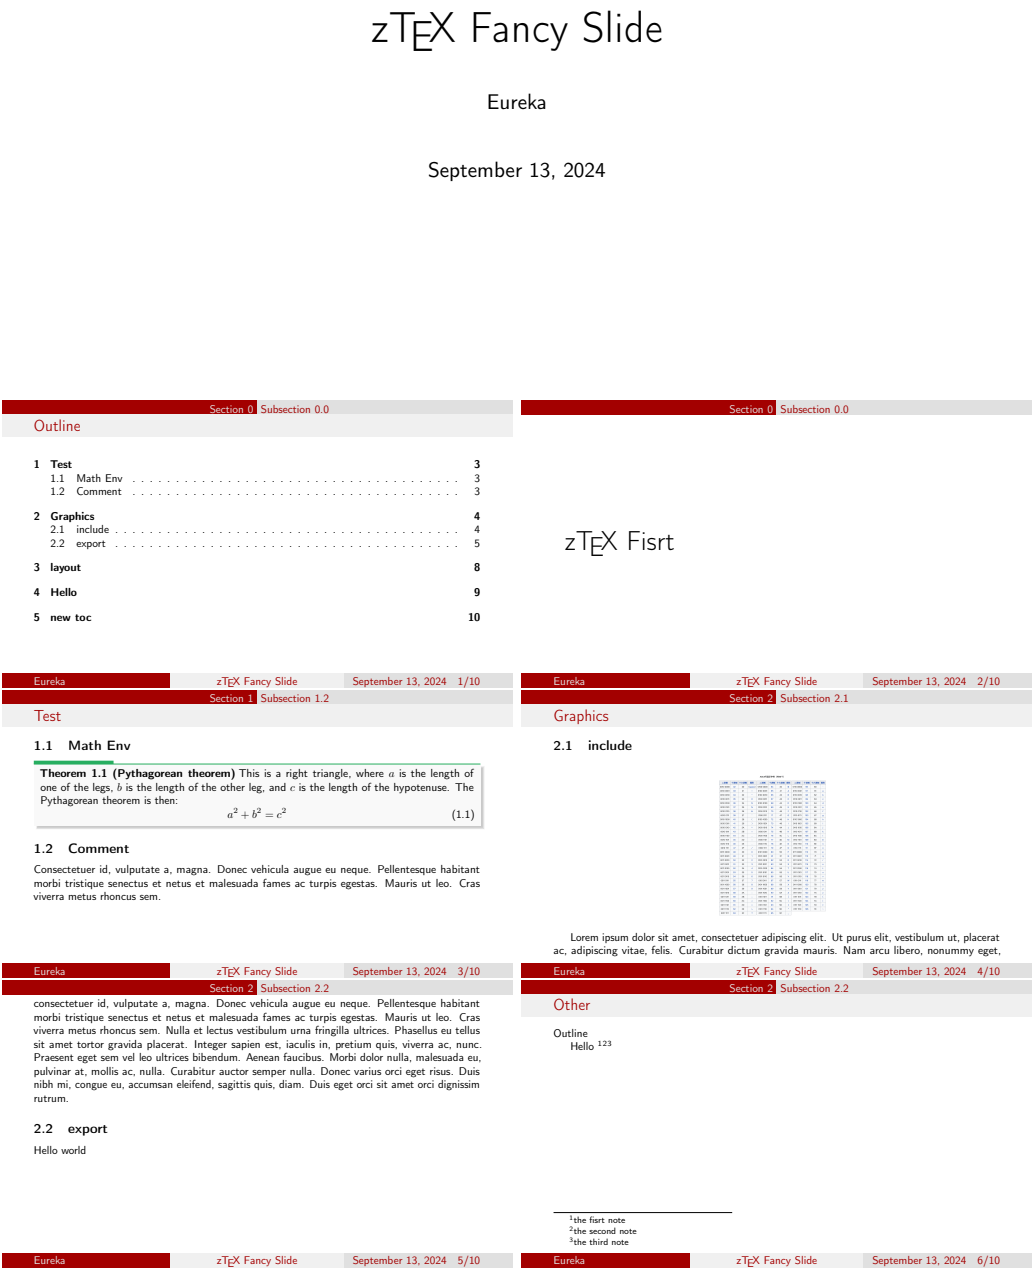 zTEX Fancy Slide
Eureka
September 13, 2024
Section 0 Subsection 0.0
Outline
1 Test 3
1.1 Math Env . . . . . . . . . . . . . . . . . . . . . . . . . . . . . . . . . . . . . . 3
1.2 Comment . . . . . . . . . . . . . . . . . . . . . . . . . . . . . . . . . . . . . . 3
2 Graphics 4
2.1 include . . . . . . . . . . . . . . . . . . . . . . . . . . . . . . . . . . . . . . . . 4
2.2 export . . . . . . . . . . . . . . . . . . . . . . . . . . . . . . . . . . . . . . . . 5
3 layout 8
4 Hello 9
5 new toc 10
Eureka zTEX Fancy Slide September 13, 2024 1/10
Section 0 Subsection 0.0
zTEX Fisrt
Eureka zTEX Fancy Slide September 13, 2024 2/10
Section 1 Subsection 1.2
Test
1.1 Math Env
Theorem 1.1 (Pythagorean theorem) This is a right triangle, where a is the length of
one of the legs, b is the length of the other leg, and c is the length of the hypotenuse. The
Pythagorean theorem is then:
a² + b² = c² (1.1)
1.2 Comment
Consectetuer id, vulputate a, magna. Donec vehicula augue eu neque. Pellentesque habitant
morbi tristique senectus et netus et malesuada fames ac turpis egestas. Mauris ut leo. Cras
viverra metus rhoncus sem.
Eureka zTEX Fancy Slide September 13, 2024 3/10
Section 2 Subsection 2.1
Graphics
2.1 include
Lorem ipsum dolor sit amet, consectetuer adipiscing elit. Ut purus elit, vestibulum ut, placerat
ac, adipiscing vitae, felis. Curabitur dictum gravida mauris. Nam arcu libero, nonummy eget,
Eureka zTEX Fancy Slide September 13, 2024 4/10
Section 2 Subsection 2.2
consectetuer id, vulputate a, magna. Donec vehicula augue eu neque. Pellentesque habitant
morbi tristique senectus et netus et malesuada fames ac turpis egestas. Mauris ut leo. Cras
viverra metus rhoncus sem. Nulla et lectus vestibulum urna fringilla ultrices. Phasellus eu tellus
sit amet tortor gravida placerat. Integer sapien est, iaculis in, pretium quis, viverra ac, nunc.
Praesent eget sem vel leo ultrices bibendum. Aenean faucibus. Morbi dolor nulla, malesuada eu,
pulvinar at, mollis ac, nulla. Curabitur auctor semper nulla. Donec varius orci eget risus. Duis
nibh mi, congue eu, accumsan eleifend, sagittis quis, diam. Duis eget orci sit amet orci dignissim
rutrum.
2.2 export
Hello world
Eureka zTEX Fancy Slide September 13, 2024 5/10
Section 2 Subsection 2.2
Other
Outline
Hello ¹²³
¹the fisrt note
²the second note
³the third note
Eureka zTEX Fancy Slide September 13, 2024 6/10